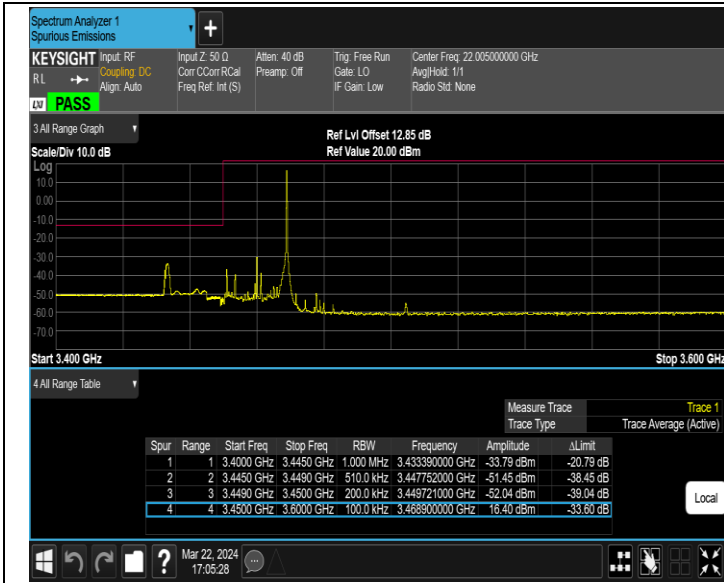 Spectrum Analyzer 1
Spurious Emissions
+
KEYSIGHT Input: RF Input Z: 50 Ω Atten: 40 dB Trig: Free Run Center Freq: 22.005000000 GHz
RL Coupling: DC Corr CCorr RCal Preamp: Off Gate: LO Avg|Hold: 1/1
Align: Auto Freq Ref: Int (S) IF Gain: Low Radio Std: None
LXI PASS
3 All Range Graph
Ref Lvl Offset 12.85 dB
Scale/Div 10.0 dB Ref Value 20.00 dBm
Log
10.0
0.00
-10.0
-20.0
-30.0
-40.0
-50.0
-60.0
-70.0
Start 3.400 GHz Stop 3.600 GHz
4 All Range Table
Measure Trace Trace 1
Trace Type Trace Average (Active)
Spur Range Start Freq Stop Freq RBW Frequency Amplitude ΔLimit
1 1 3.4000 GHz 3.4450 GHz 1.000 MHz 3.433390000 GHz -33.79 dBm -20.79 dB
2 2 3.4450 GHz 3.4490 GHz 510.0 kHz 3.447752000 GHz -51.45 dBm -38.45 dB
3 3 3.4490 GHz 3.4500 GHz 200.0 kHz 3.449721000 GHz -52.04 dBm -39.04 dB
4 4 3.4500 GHz 3.6000 GHz 100.0 kHz 3.468900000 GHz 16.40 dBm -33.60 dB
Local
? Mar 22, 2024
17:05:28